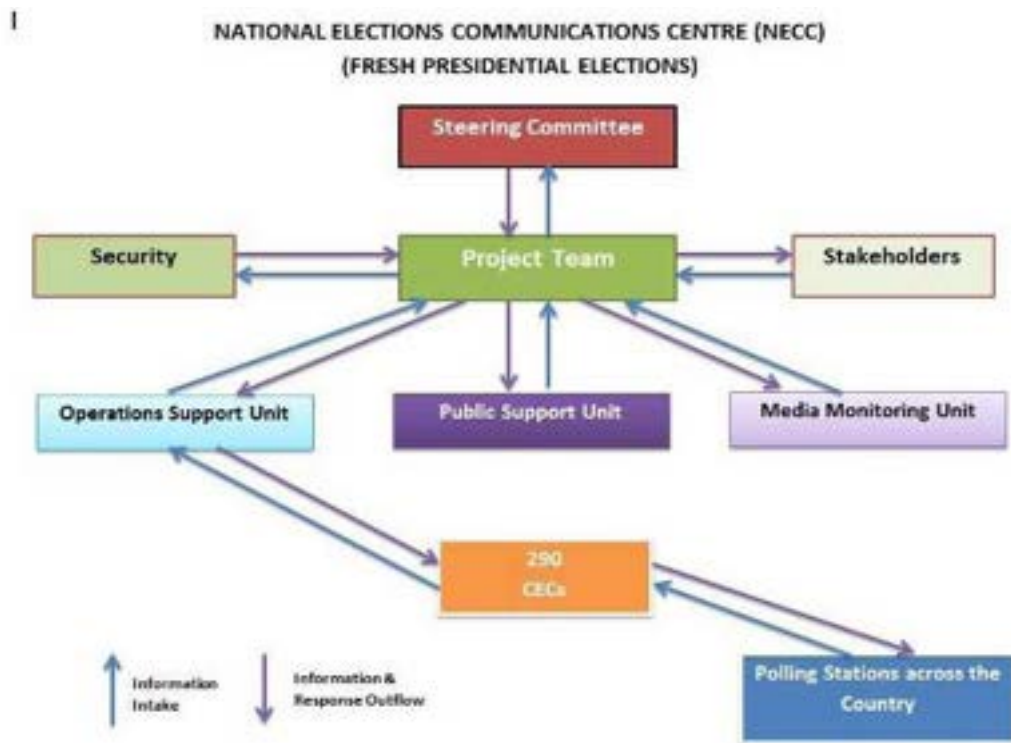 I
NATIONAL ELECTIONS COMMUNICATIONS CENTRE (NECC)
(FRESH PRESIDENTIAL ELECTIONS)
Steering Committee
Security
Project Team
Stakeholders
Operations Support Unit
Public Support Unit
Media Monitoring Unit
290
CECs
Polling Stations across the
Country
Information
Intake
Information &
Response Outflow